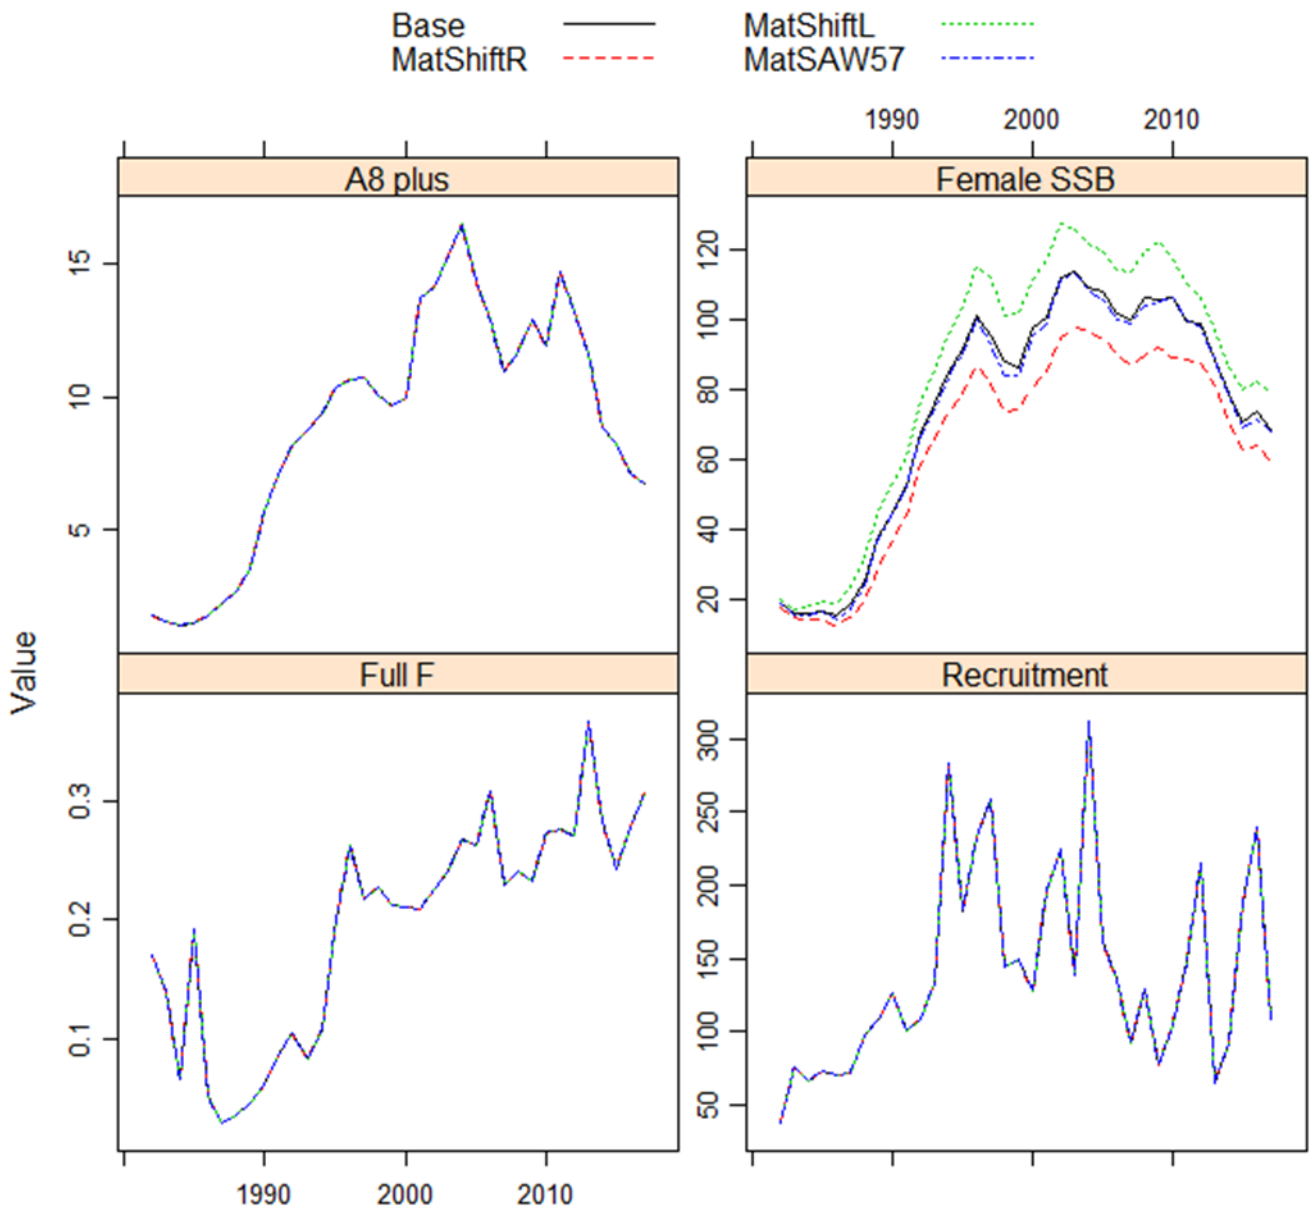 Base MatShiftL
MatShiftR MatSAW57
1990 2000 2010
A8 plus Female SSB
15
10
5
120
100
80
60
40
20
Value
Full F Recruitment
0.3
0.2
0.1
300
250
200
150
100
50
1990 2000 2010